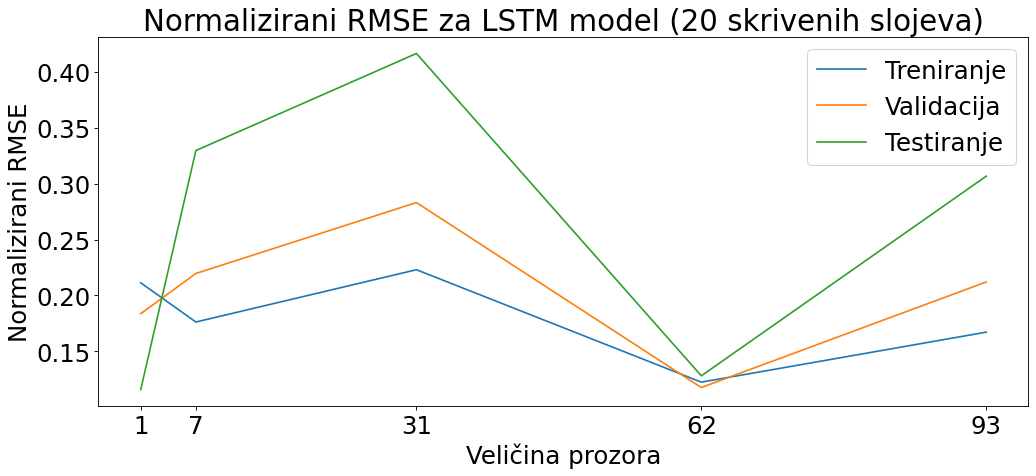 Normalizirani RMSE za LSTM model (20 skrivenih slojeva)
Normalizirani RMSE
0.40
0.35
0.30
0.25
0.20
0.15
Treniranje
Validacija
Testiranje
1 7 31 62 93
Veličina prozora